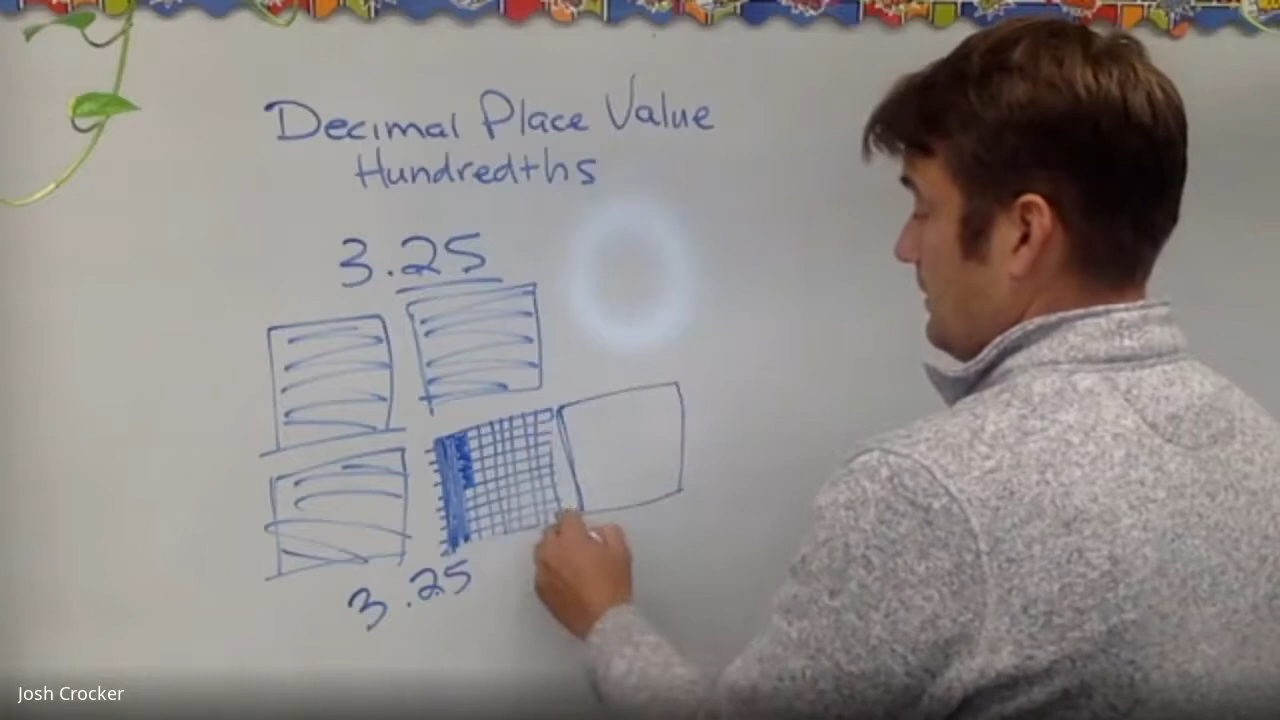 Decimal Place Value
Hundredths
3.25
3.25
Josh Crocker